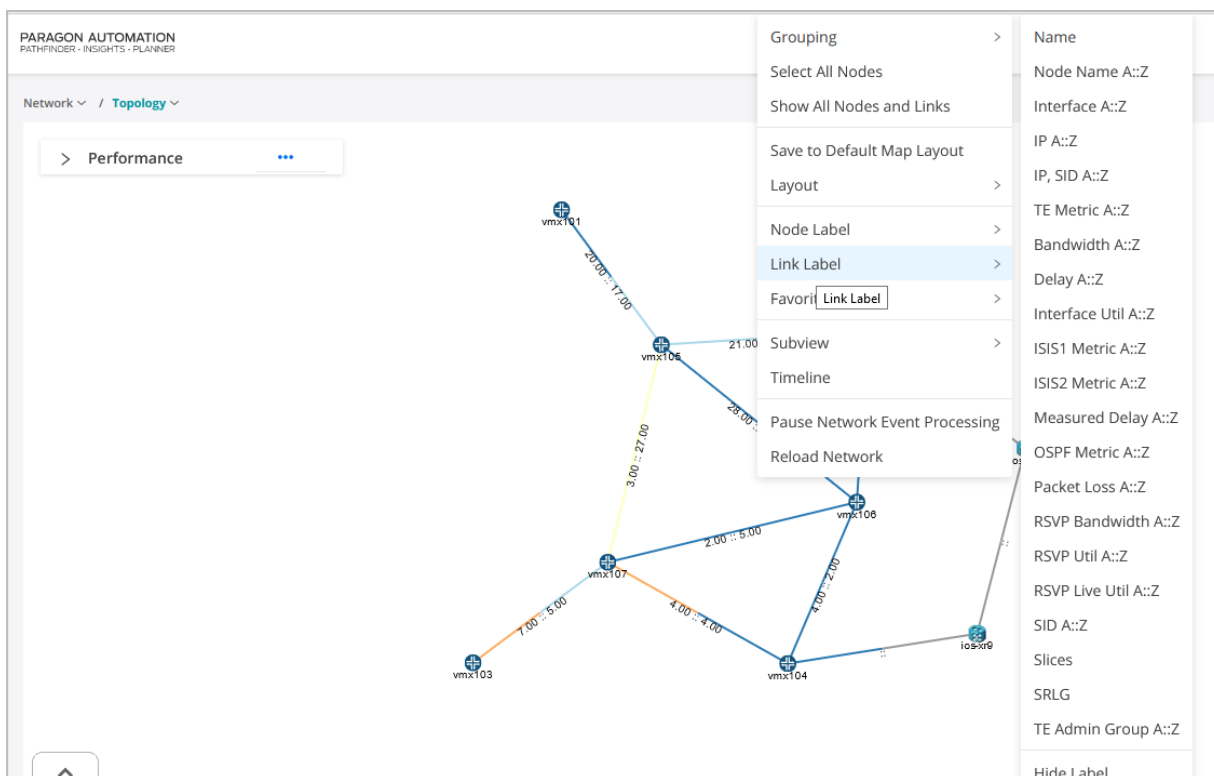 PARAGON AUTOMATION
PATHFINDER - INSIGHTS - PLANNER
Network / Topology
Performance
vmx101
20.00 :: 17.00
vmx105
21.00
28.00 ::
3.00 :: 27.00
vmx106
2.00 :: 5.00
vmx107
4.00 :: 2.00
4.00 :: 4.00
7.00 :: 5.00
vmx103
vmx104
::
ios-xr9
::
Grouping
Select All Nodes
Show All Nodes and Links
Save to Default Map Layout
Layout
Node Label
Link Label
Favorit
Link Label
Subview
Timeline
Pause Network Event Processing
Reload Network
Name
Node Name A::Z
Interface A::Z
IP A::Z
IP, SID A::Z
TE Metric A::Z
Bandwidth A::Z
Delay A::Z
Interface Util A::Z
ISIS1 Metric A::Z
ISIS2 Metric A::Z
Measured Delay A::Z
OSPF Metric A::Z
Packet Loss A::Z
RSVP Bandwidth A::Z
RSVP Util A::Z
RSVP Live Util A::Z
SID A::Z
Slices
SRLG
TE Admin Group A::Z
Hide Label